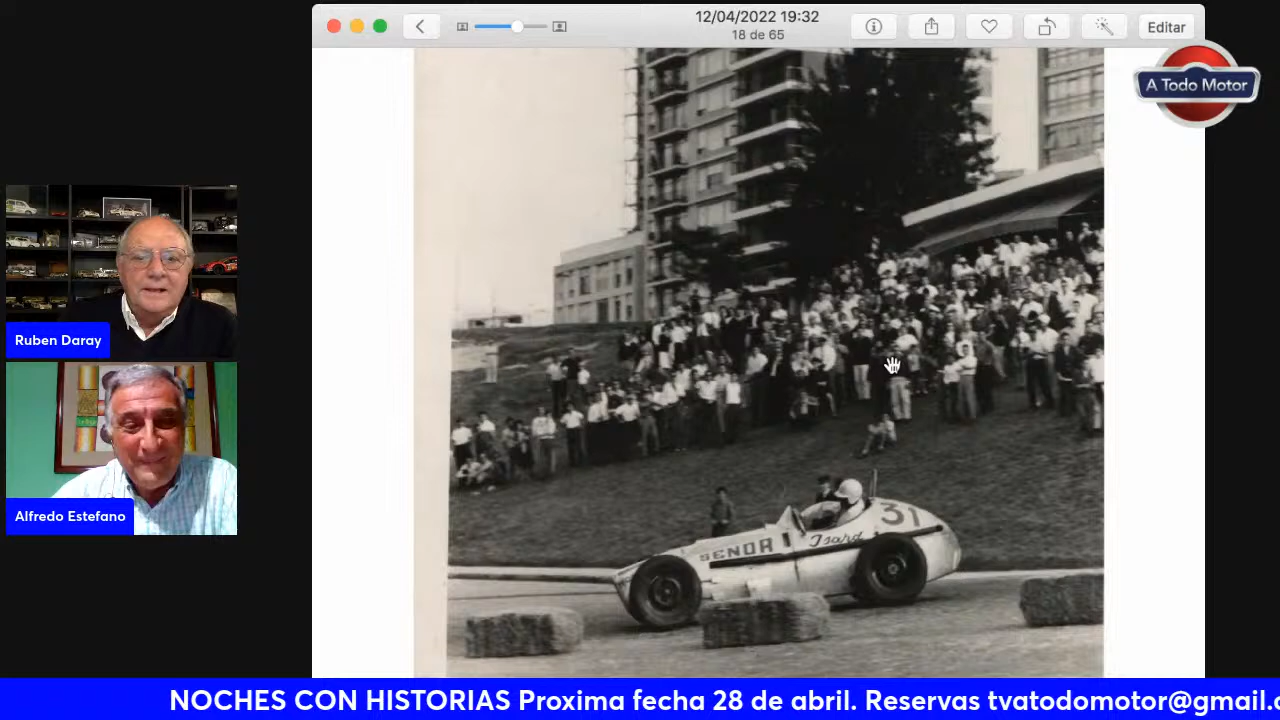 12/04/2022 19:32
18 de 65
Editar
A Todo Motor
Ruben Daray
Alfredo Estefano
SENOR
Isard
31
NOCHES CON HISTORIAS Proxima fecha 28 de abril. Reservas tvatodomotor@gmail.c